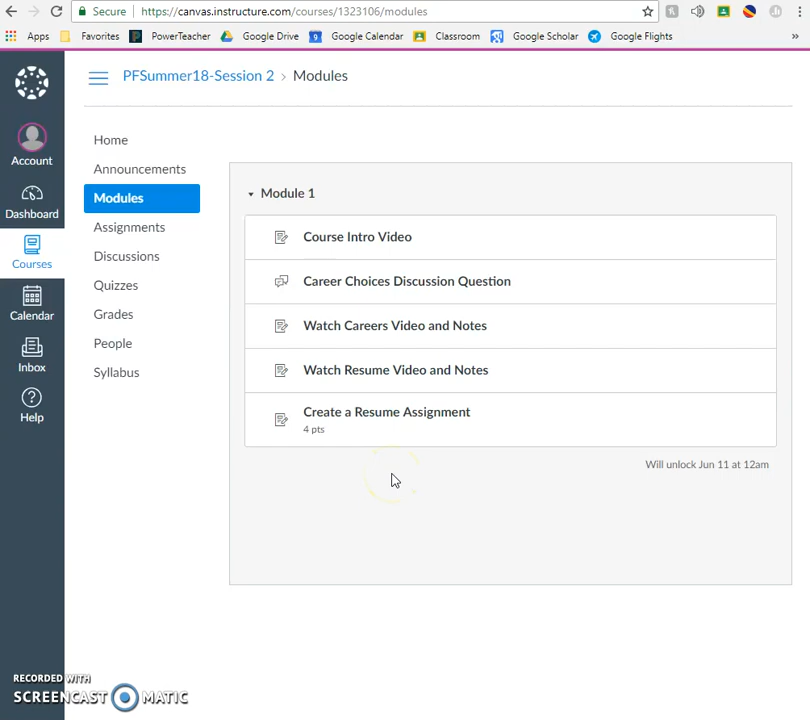 Secure https://canvas.instructure.com/courses/1323106/modules
Apps Favorites PowerTeacher Google Drive 9 Google Calendar Classroom Google Scholar Google Flights »
PFSummer18-Session 2 › Modules
Account
Dashboard
Courses
Calendar
Inbox
Help
Home
Announcements
Modules
Assignments
Discussions
Quizzes
Grades
People
Syllabus
Module 1
Course Intro Video
Career Choices Discussion Question
Watch Careers Video and Notes
Watch Resume Video and Notes
Create a Resume Assignment
4 pts
Will unlock Jun 11 at 12am
RECORDED WITH
SCREENCAST MATIC